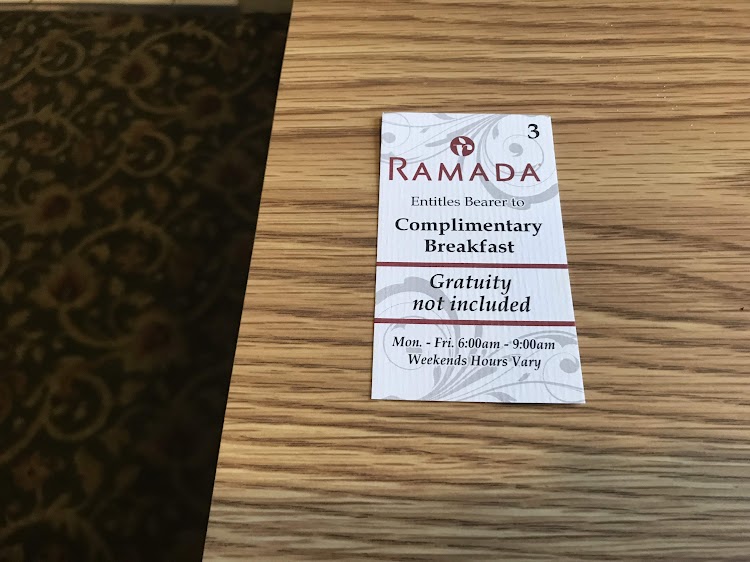 3
RAMADA
Entitles Bearer to
Complimentary
Breakfast
Gratuity
not included
Mon. - Fri. 6:00am - 9:00am
Weekends Hours Vary